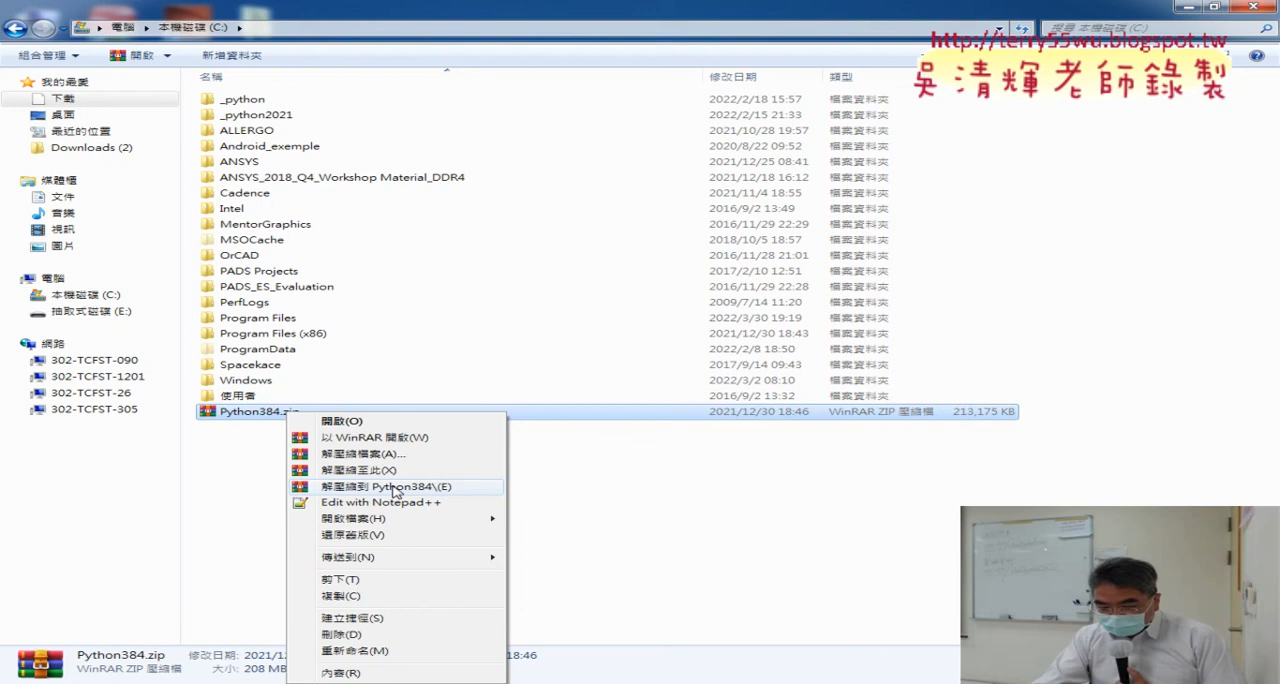 電腦 ▸ 本機磁碟 (C:) ▸
搜尋 本機磁碟 (C:)
http://terry55wu.blogspot.tw
吳清輝老師錄製
組合管理 開啟 新增資料夾
名稱 修改日期 類型
我的最愛
下載
桌面
最近的位置
Downloads (2)
媒體櫃
文件
音樂
視訊
圖片
電腦
本機磁碟 (C:)
抽取式磁碟 (E:)
網路
302-TCFST-090
302-TCFST-1201
302-TCFST-26
302-TCFST-305
_python 2022/2/18 15:57 檔案資料夾
_python2021 2022/2/15 21:33 檔案資料夾
ALLERGO 2021/10/28 19:57 檔案資料夾
Android_exemple 2020/8/22 09:52 檔案資料夾
ANSYS 2021/12/25 08:41 檔案資料夾
ANSYS_2018_Q4_Workshop Material_DDR4 2021/12/18 16:12 檔案資料夾
Cadence 2021/11/4 18:55 檔案資料夾
Intel 2016/9/2 13:49 檔案資料夾
MentorGraphics 2016/11/29 22:29 檔案資料夾
MSOCache 2018/10/5 18:57 檔案資料夾
OrCAD 2016/11/28 21:01 檔案資料夾
PADS Projects 2017/2/10 12:51 檔案資料夾
PADS_ES_Evaluation 2016/11/29 22:28 檔案資料夾
PerfLogs 2009/7/14 11:20 檔案資料夾
Program Files 2022/3/30 19:19 檔案資料夾
Program Files (x86) 2021/12/30 18:43 檔案資料夾
ProgramData 2022/2/8 18:50 檔案資料夾
Spacekace 2017/9/14 09:43 檔案資料夾
Windows 2022/3/2 08:10 檔案資料夾
使用者 2016/9/2 13:32 檔案資料夾
Python384.zip 2021/12/30 18:46 WinRAR ZIP 壓縮檔 213,175 KB
開啟(O)
以 WinRAR 開啟(W)
解壓縮檔案(A)...
解壓縮至此(X)
解壓縮到 Python384\(E)
Edit with Notepad++
開啟檔案(H)
還原舊版(V)
傳送到(N)
剪下(T)
複製(C)
建立捷徑(S)
刪除(D)
重新命名(M)
內容(R)
Python384.zip 修改日期: 2021/12 18:46
WinRAR ZIP 壓縮檔 大小: 208 MB